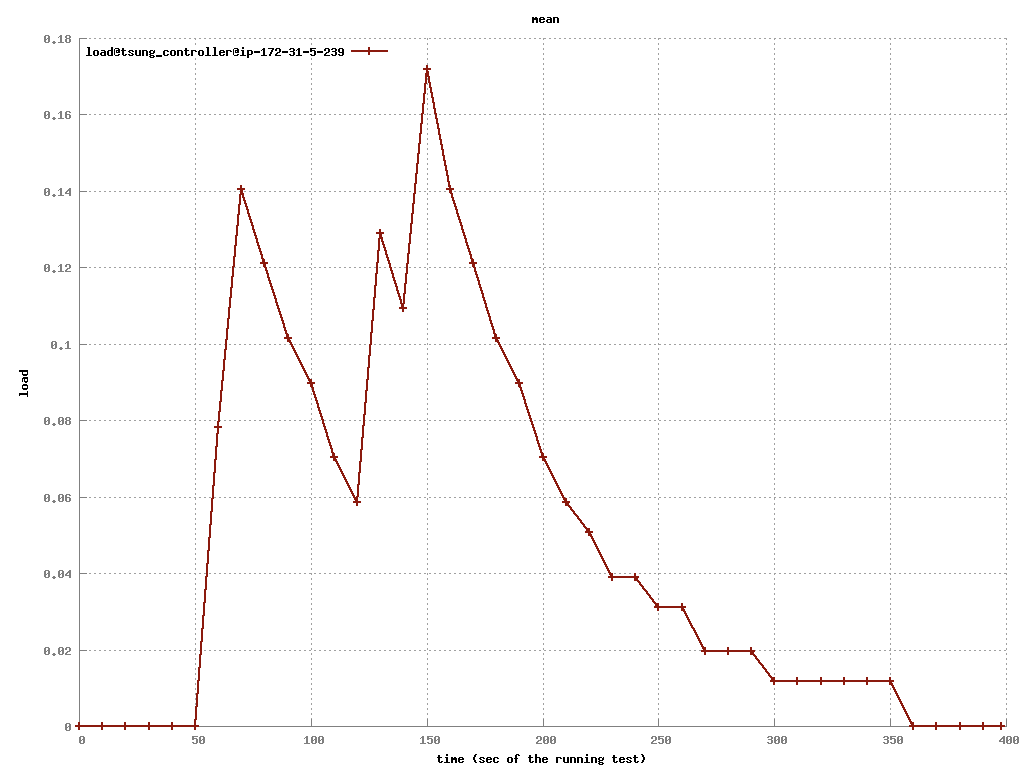 mean
load@tsung_controller@ip-172-31-5-239
0.18
0.16
0.14
0.12
0.1
0.08
0.06
0.04
0.02
0
load
0 50 100 150 200 250 300 350 400
time (sec of the running test)